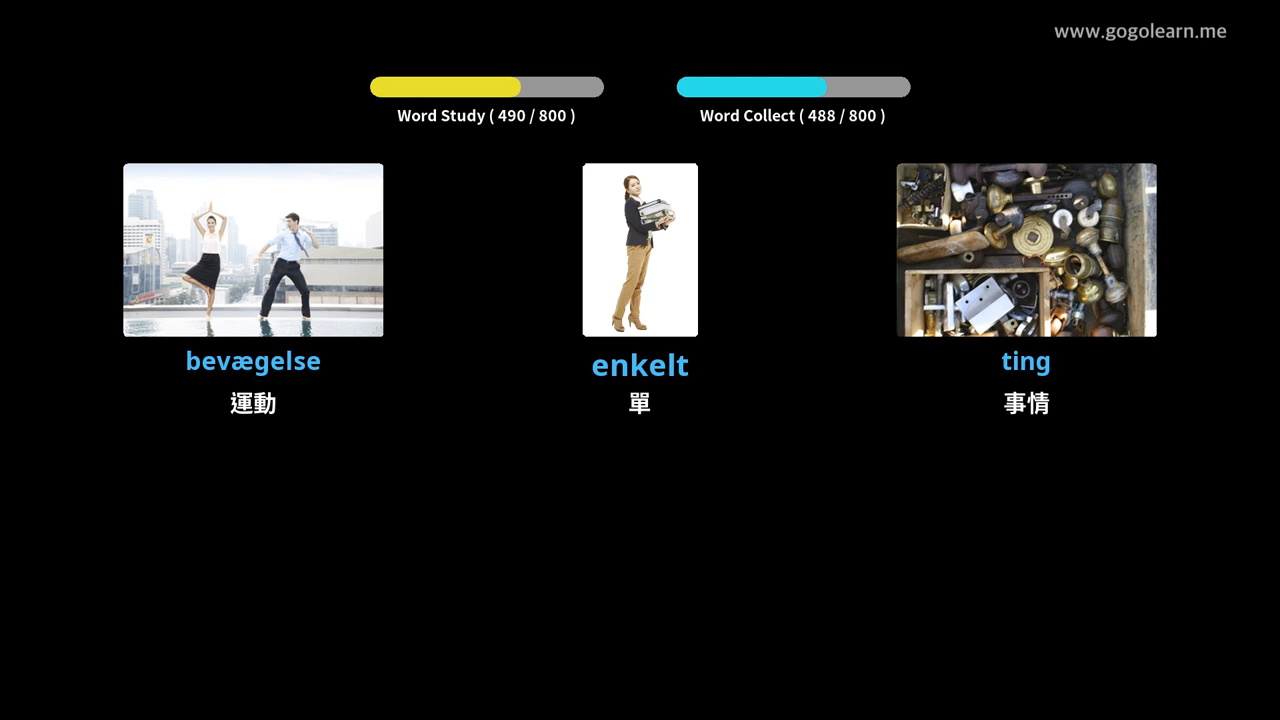 www.gogolearn.me
Word Study ( 490 / 800 )
Word Collect ( 488 / 800 )
bevægelse
運動
enkelt
單
ting
事情